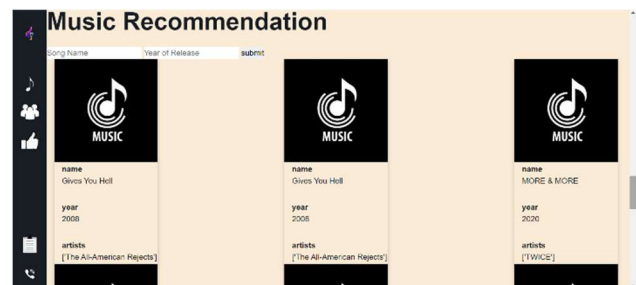 Music Recommendation
Song Name Year of Release submit
MUSIC MUSIC MUSIC
name name name
Gives You Hell Gives You Hell MORE & MORE
year year year
2008 2008 2020
artists artists artists
['The All-American Rejects'] ['The All-American Rejects'] ['TWICE']